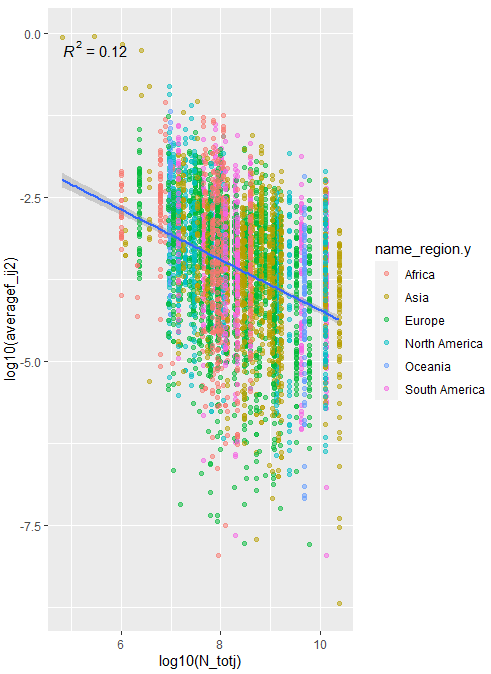 R² = 0.12
0.0
-2.5
-5.0
-7.5
log10(averagef_ij2)
6
8
10
log10(N_totj)
name_region.y
Africa
Asia
Europe
North America
Oceania
South America